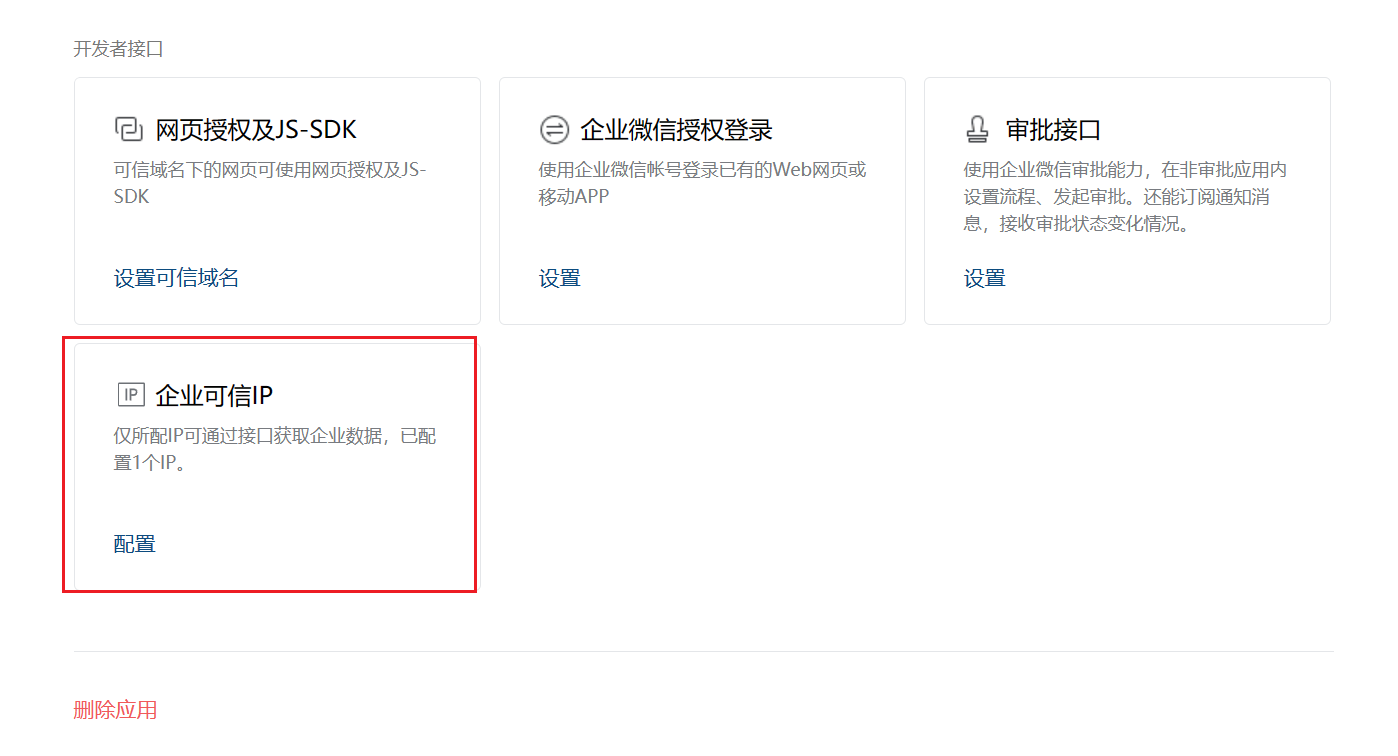 开发者接口
网页授权及JS-SDK
可信域名下的网页可使用网页授权及JS-
SDK
设置可信域名
企业微信授权登录
使用企业微信帐号登录已有的Web网页或
移动APP
设置
审批接口
使用企业微信审批能力，在非审批应用内
设置流程、发起审批。还能订阅通知消
息，接收审批状态变化情况。
设置
IP
企业可信IP
仅所配IP可通过接口获取企业数据，已配
置1个IP。
配置
删除应用